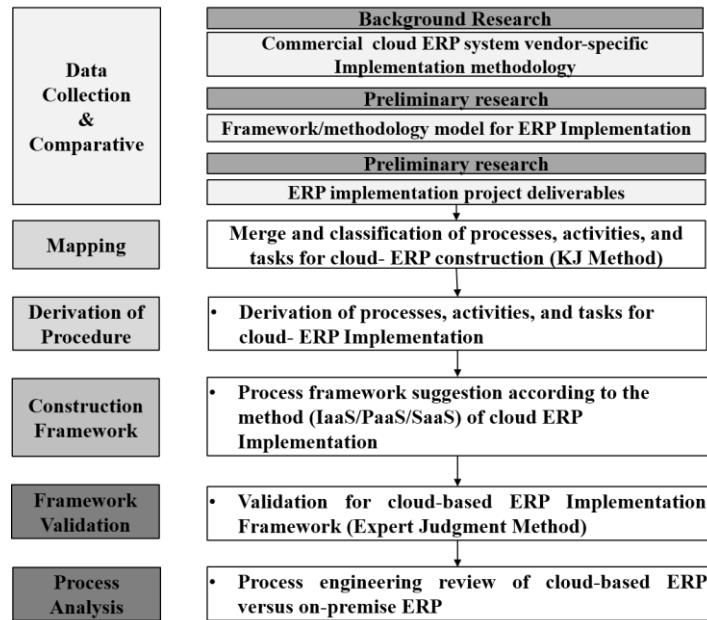 Data
Collection
&
Comparative
Background Research
Commercial cloud ERP system vendor-specific
Implementation methodology
Preliminary research
Framework/methodology model for ERP Implementation
Preliminary research
ERP implementation project deliverables
Mapping
Merge and classification of processes, activities, and
tasks for cloud- ERP construction (KJ Method)
Derivation of
Procedure
• Derivation of processes, activities, and tasks for
cloud- ERP Implementation
Construction
Framework
• Process framework suggestion according to the
method (IaaS/PaaS/SaaS) of cloud ERP
Implementation
Framework
Validation
• Validation for cloud-based ERP Implementation
Framework (Expert Judgment Method)
Process
Analysis
• Process engineering review of cloud-based ERP
versus on-premise ERP